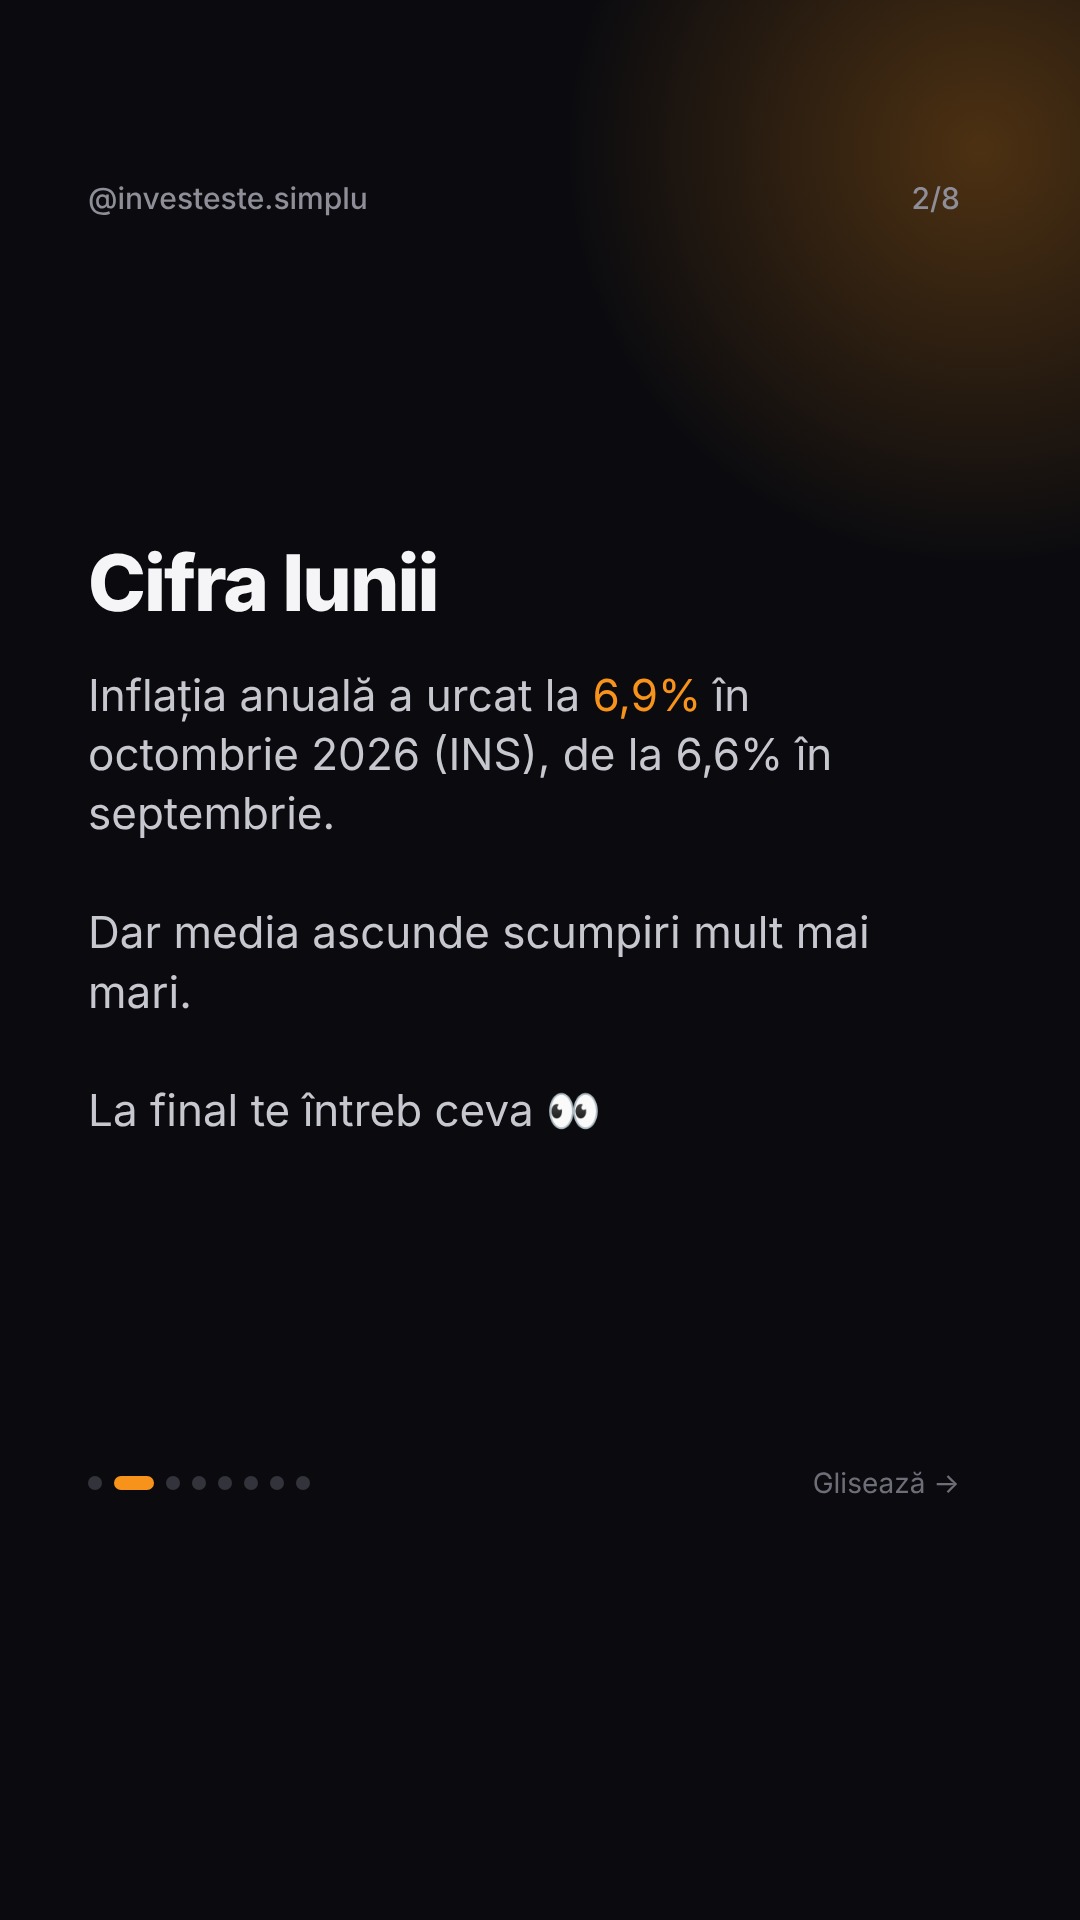 @investeste.simplu
2/8
Cifra lunii
Inflația anuală a urcat la 6,9% în
octombrie 2026 (INS), de la 6,6% în
septembrie.
Dar media ascunde scumpiri mult mai
mari.
La final te întreb ceva 👀
Glisează →